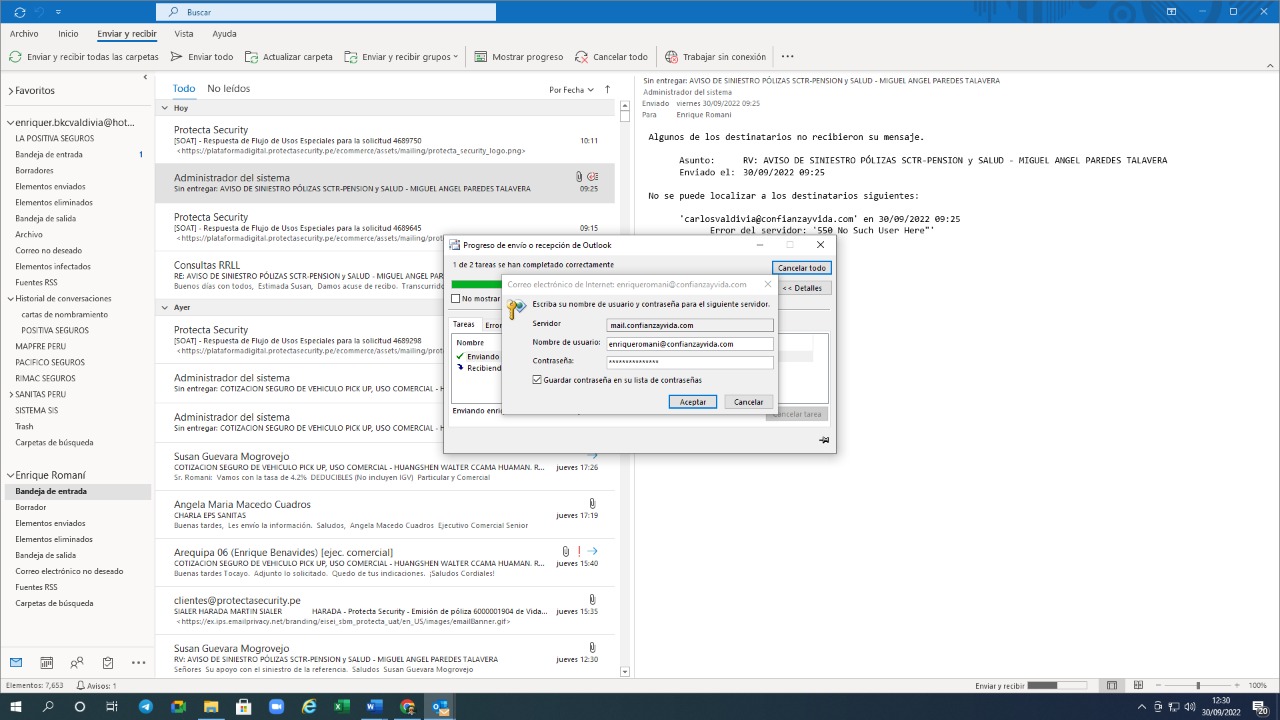 Buscar
Archivo Inicio Enviar y recibir Vista Ayuda
Enviar y recibir todas las carpetas Enviar todo Actualizar carpeta Enviar y recibir grupos Mostrar progreso Cancelar todo Trabajar sin conexión
Favoritos
enriquer.bkcvaldivia@hot...
LA POSITIVA SEGUROS
Bandeja de entrada 1
Borradores
Elementos enviados
Elementos eliminados
Bandeja de salida
Archivo
Correo no deseado
Elementos infectados
Fuentes RSS
Historial de conversaciones
cartas de nombramiento
POSITIVA SEGUROS
MAPFRE PERU
PACIFICO SEGUROS
RIMAC SEGUROS
SANITAS PERU
SISTEMA SIS
Trash
Carpetas de búsqueda
Enrique Romaní
Bandeja de entrada
Borrador
Elementos enviados
Elementos eliminados
Bandeja de salida
Correo electrónico no deseado
Fuentes RSS
Carpetas de búsqueda
Todo No leídos Por Fecha
Hoy
Protecta Security
[SOAT] - Respuesta de Flujo de Usos Especiales para la solicitud 4689750 10:11
<https://plataformadigital.protectasecurity.pe/ecommerce/assets/mailing/protecta_security_logo.png>
Administrador del sistema
Sin entregar: AVISO DE SINIESTRO PÓLIZAS SCTR-PENSION y SALUD - MIGUEL ANGEL PAREDES TALAVERA 09:25
Protecta Security
[SOAT] - Respuesta de Flujo de Usos Especiales para la solicitud 4689645 09:15
<https://plataformadigital.protectasecurity.pe/ecommerce/assets/mailing/prote
Consultas RRLL
RE: AVISO DE SINIESTRO PÓLIZAS SCTR-PENSION y SALUD - MIGUEL ANGEL PAR
Buenos días con todos, Estimada Susan, Damos acuse de recibo. Transcurrido
Ayer
Protecta Security
[SOAT] - Respuesta de Flujo de Usos Especiales para la solicitud 4689298
<https://plataformadigital.protectasecurity.pe/ecommerce/assets/mailing/prote
Administrador del sistema
Sin entregar: COTIZACION SEGURO DE VEHICULO PICK UP, USO COMERCIAL - HU
Administrador del sistema
Sin entregar: COTIZACION SEGURO DE VEHICULO PICK UP, USO COMERCIAL - HU
Susan Guevara Mogrovejo
COTIZACION SEGURO DE VEHICULO PICK UP, USO COMERCIAL - HUANGSHEN WALTER CCAMA HUAMAN. R... jueves 17:26
Sr. Romani: Vamos con la tasa de 4.2% DEDUCIBLES (No incluyen IGV) Particular y Comercial
Angela Maria Macedo Cuadros
CHARLA EPS SANITAS jueves 17:19
Buenas tardes, Les envío la información. Saludos, Angela Macedo Cuadros Ejecutivo Comercial Senior
Arequipa 06 (Enrique Benavides) [ejec. comercial]
COTIZACION SEGURO DE VEHICULO PICK UP, USO COMERCIAL - HUANGSHEN WALTER CCAMA HUAMAN. R... jueves 15:40
Buenas tardes Tocayo. Adjunto lo solicitado. Quedo de tus indicaciones. ¡Saludos Cordiales!
clientes@protectasecurity.pe
SIALER HARADA MARTIN SIALER HARADA - Protecta Security - Emisión de póliza 6000001904 de Vida... jueves 15:35
<https://ex.ips.emailprivacy.net/branding/eisei_sbm_protecta_uat/en_US/images/emailBanner.gif>
Susan Guevara Mogrovejo
RV: AVISO DE SINIESTRO PÓLIZAS SCTR-PENSION y SALUD - MIGUEL ANGEL PAREDES TALAVERA jueves 12:30
Señores Su apoyo con el siniestro de la referencia. Saludos Susan Guevara Mogrovejo
Sin entregar: AVISO DE SINIESTRO PÓLIZAS SCTR-PENSION y SALUD - MIGUEL ANGEL PAREDES TALAVERA
Administrador del sistema
Enviado viernes 30/09/2022 09:25
Para Enrique Romaní
Algunos de los destinatarios no recibieron su mensaje.
Asunto: RV: AVISO DE SINIESTRO PÓLIZAS SCTR-PENSION y SALUD - MIGUEL ANGEL PAREDES TALAVERA
Enviado el: 30/09/2022 09:25
No se puede localizar a los destinatarios siguientes:
'carlosvaldivia@confianzayvida.com' en 30/09/2022 09:25
Error del servidor: '550 No Such User Here"'
Progreso de envío o recepción de Outlook
1 de 2 tareas se han completado correctamente
Cancelar todo
No mostrar
<< Detalles
Tareas Error
Nombre
Enviando
Recibiend
Enviando enri
Cancelar tarea
Correo electrónico de Internet: enriqueromani@confianzayvida.com
Escriba su nombre de usuario y contraseña para el siguiente servidor.
Servidor mail.confianzayvida.com
Nombre de usuario: enriqueromani@confianzayvida.com
Contraseña: ***************
Guardar contraseña en su lista de contraseñas
Aceptar Cancelar
Elementos: 7,653 Avisos: 1 Enviar y recibir 100%
12:30
30/09/2022
20